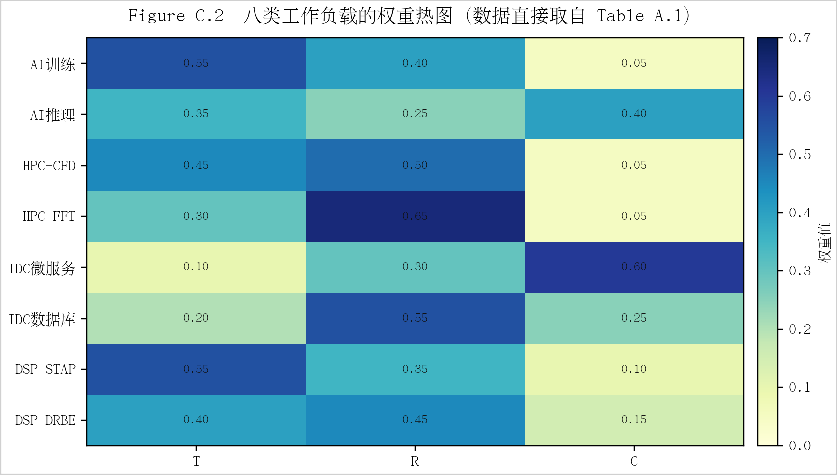 Figure C.2 八类工作负载的权重热图 (数据直接取自 Table A.1)
AI训练 0.55 0.40 0.05
AI推理 0.35 0.25 0.40
HPC-CFD 0.45 0.50 0.05
HPC FFT 0.30 0.65 0.05
IDC微服务 0.10 0.30 0.60
IDC数据库 0.20 0.55 0.25
DSP STAP 0.55 0.35 0.10
DSP DRBE 0.40 0.45 0.15
T R C
0.7
0.6
0.5
0.4
0.3
0.2
0.1
0.0
权重值